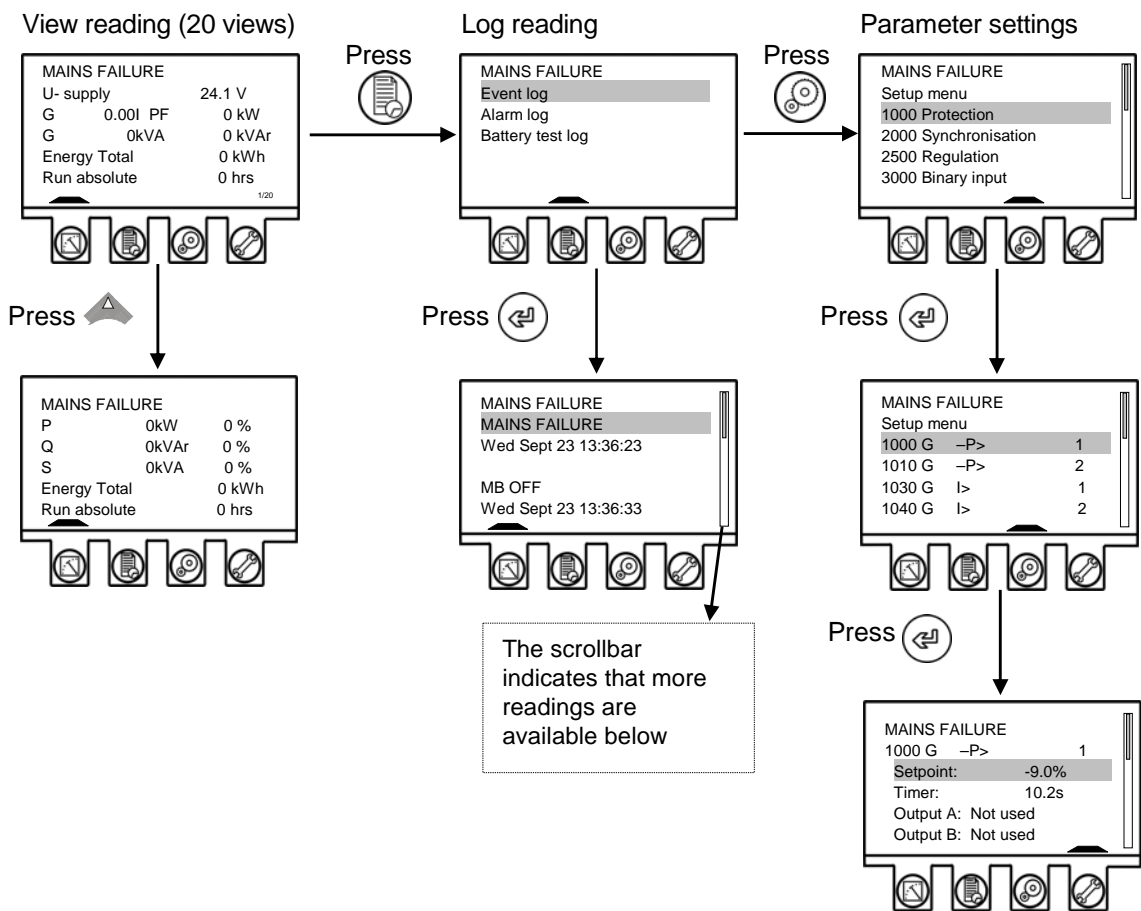 View reading (20 views)
Log reading
Parameter settings
MAINS FAILURE
U- supply 24.1 V
G 0.00I PF 0 kW
G 0kVA 0 kVAr
Energy Total 0 kWh
Run absolute 0 hrs
1/20
Press
MAINS FAILURE
Event log
Alarm log
Battery test log
Press
MAINS FAILURE
Setup menu
1000 Protection
2000 Synchronisation
2500 Regulation
3000 Binary input
Press
Press
Press
MAINS FAILURE
P 0kW 0 %
Q 0kVAr 0 %
S 0kVA 0 %
Energy Total 0 kWh
Run absolute 0 hrs
MAINS FAILURE
MAINS FAILURE
Wed Sept 23 13:36:23
MB OFF
Wed Sept 23 13:36:33
MAINS FAILURE
Setup menu
1000 G –P> 1
1010 G –P> 2
1030 G I> 1
1040 G I> 2
The scrollbar
indicates that more
readings are
available below
Press
MAINS FAILURE
1000 G –P> 1
Setpoint: -9.0%
Timer: 10.2s
Output A: Not used
Output B: Not used